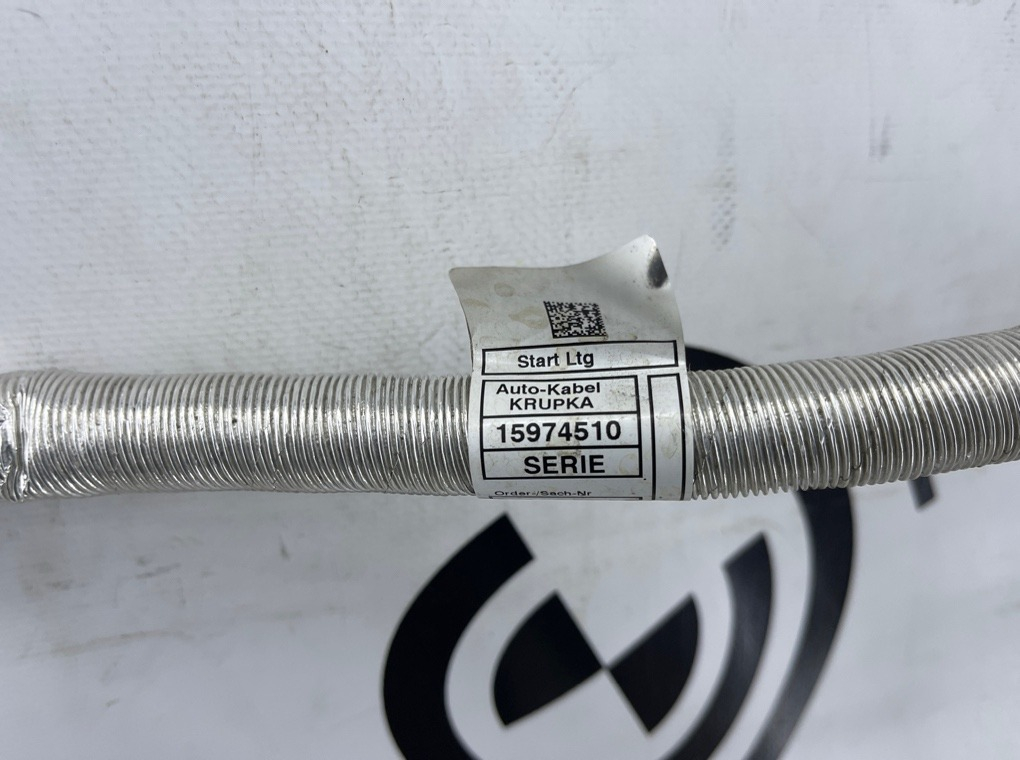 Start Ltg
Auto-Kabel
KRUPKA
15974510
SERIE
Order-/Sach-Nr